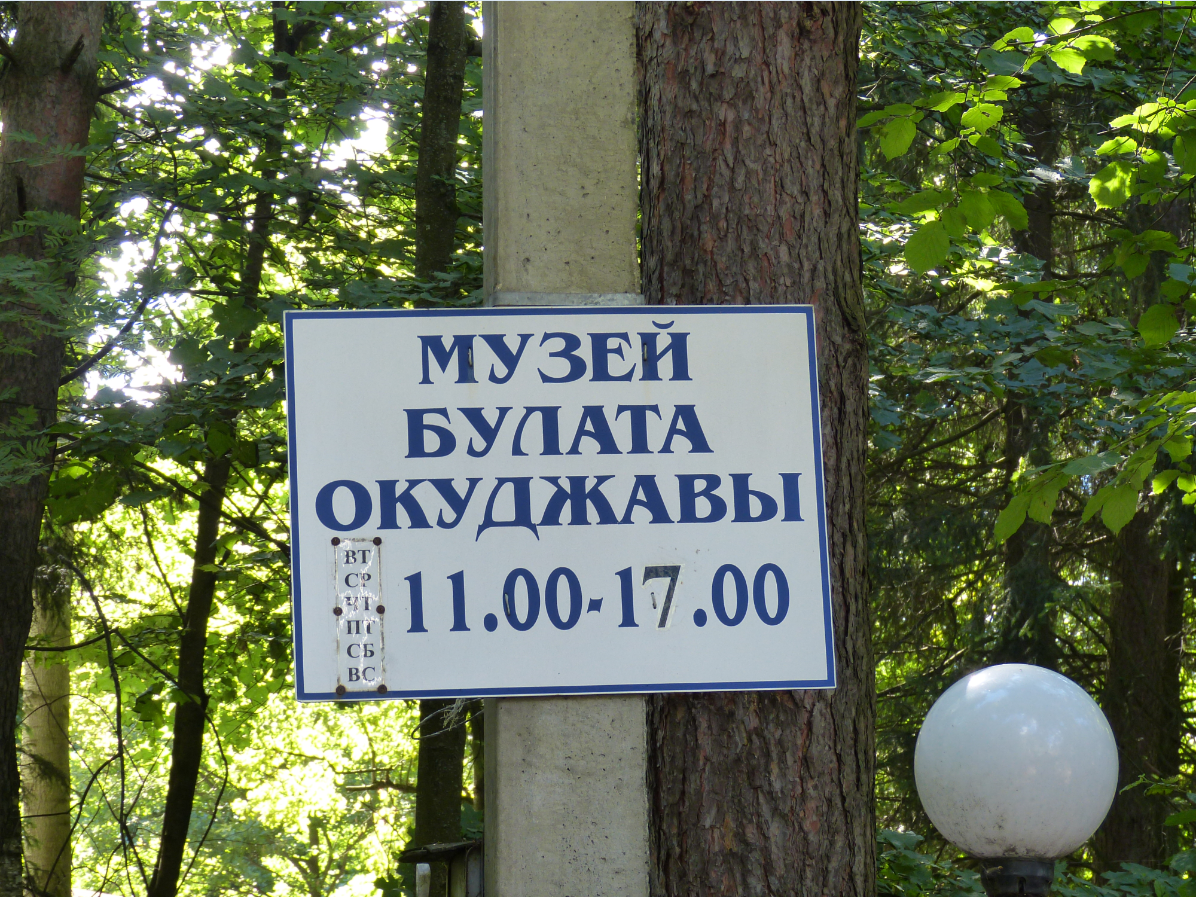 МУЗЕЙ
БУЛАТА
ОКУДЖАВЫ
ВТ
СР
ЧТ
ПТ
СБ
ВС
11.00-17.00